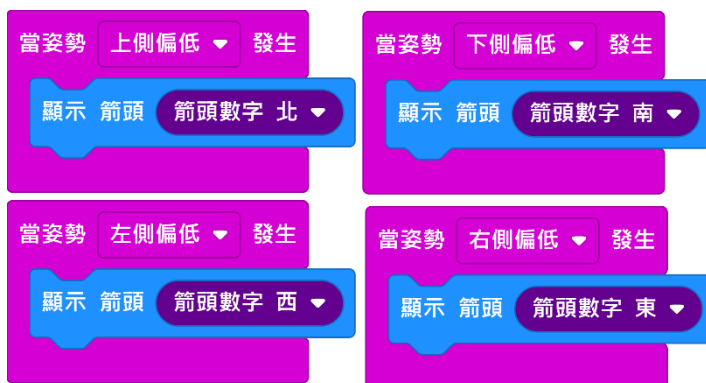 當姿勢 上側偏低 發生
顯示 箭頭 箭頭數字 北
當姿勢 下側偏低 發生
顯示 箭頭 箭頭數字 南
當姿勢 左側偏低 發生
顯示 箭頭 箭頭數字 西
當姿勢 右側偏低 發生
顯示 箭頭 箭頭數字 東